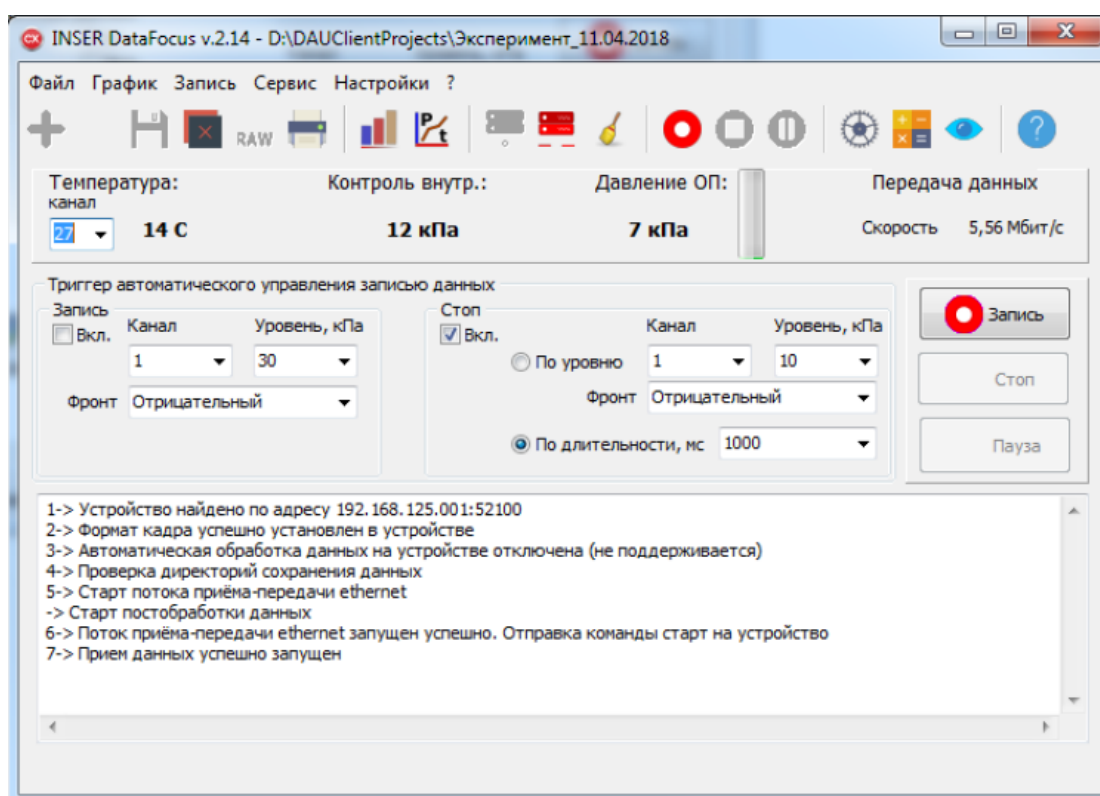 INSER DataFocus v.2.14 - D:\DAUClientProjects\Эксперимент_11.04.2018
Файл График Запись Сервис Настройки ?
RAW P t ?
Температура: Контроль внутр.: Давление ОП: Передача данных
канал
27 14 C 12 кПа 7 кПа Скорость 5,56 Мбит/с
Триггер автоматического управления записью данных
Запись Стоп
Вкл. Канал Уровень, кПа Вкл. Канал Уровень, кПа Запись
1 30 По уровню 1 10
Фронт Отрицательный Фронт Отрицательный Стоп
По длительности, мс 1000 Пауза
1-> Устройство найдено по адресу 192.168.125.001:52100
2-> Формат кадра успешно установлен в устройстве
3-> Автоматическая обработка данных на устройстве отключена (не поддерживается)
4-> Проверка директорий сохранения данных
5-> Старт потока приёма-передачи ethernet
-> Старт постобработки данных
6-> Поток приёма-передачи ethernet запущен успешно. Отправка команды старт на устройство
7-> Прием данных успешно запущен